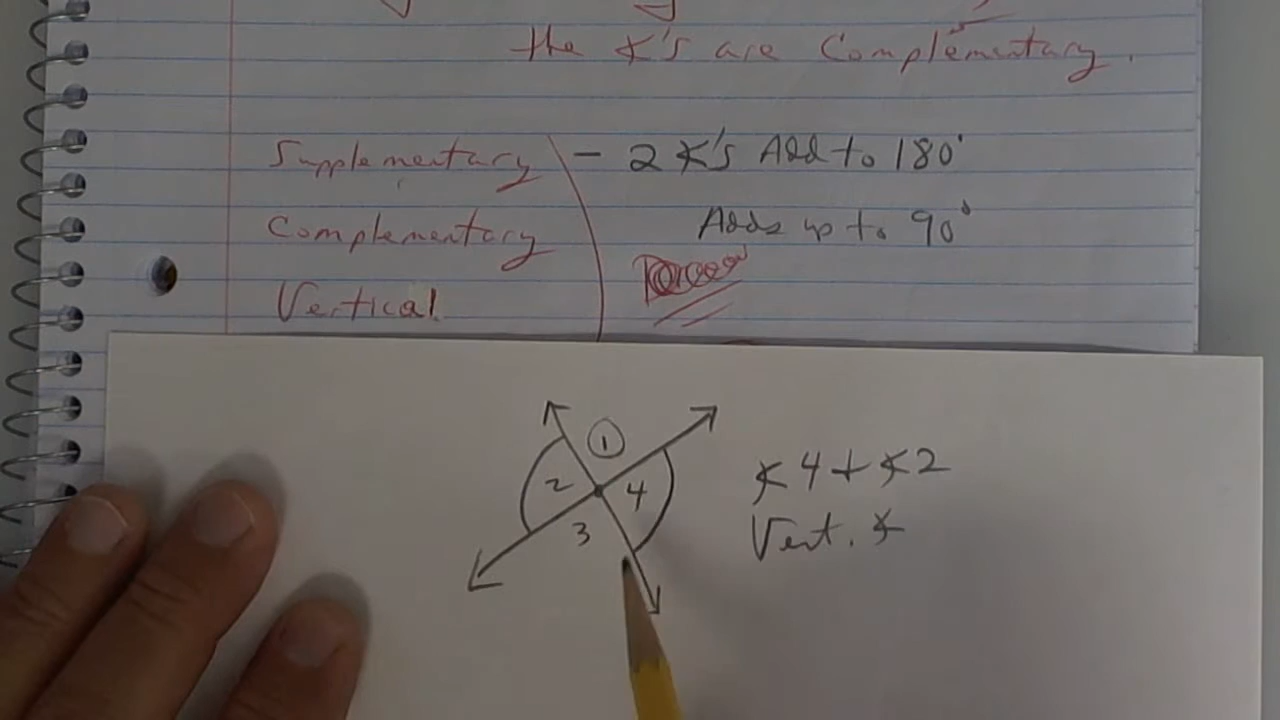 the ∠'s are Complementary.
Supplementary - 2 ∠'s Add to 180°
Complementary Adds up to 90°
Vertical
1
2 4
3
∠4 + ∠2
Vert. ∠